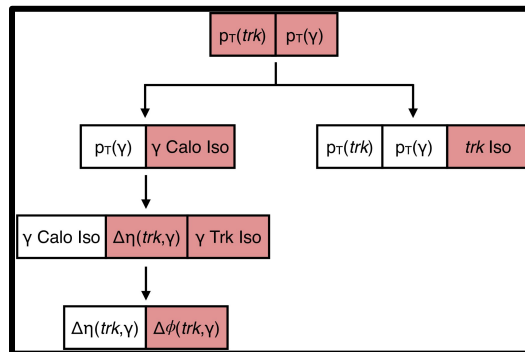 pT(trk) pT(γ)
pT(γ) γ Calo Iso
pT(trk) pT(γ) trk Iso
γ Calo Iso Δη(trk,γ) γ Trk Iso
Δη(trk,γ) Δϕ(trk,γ)